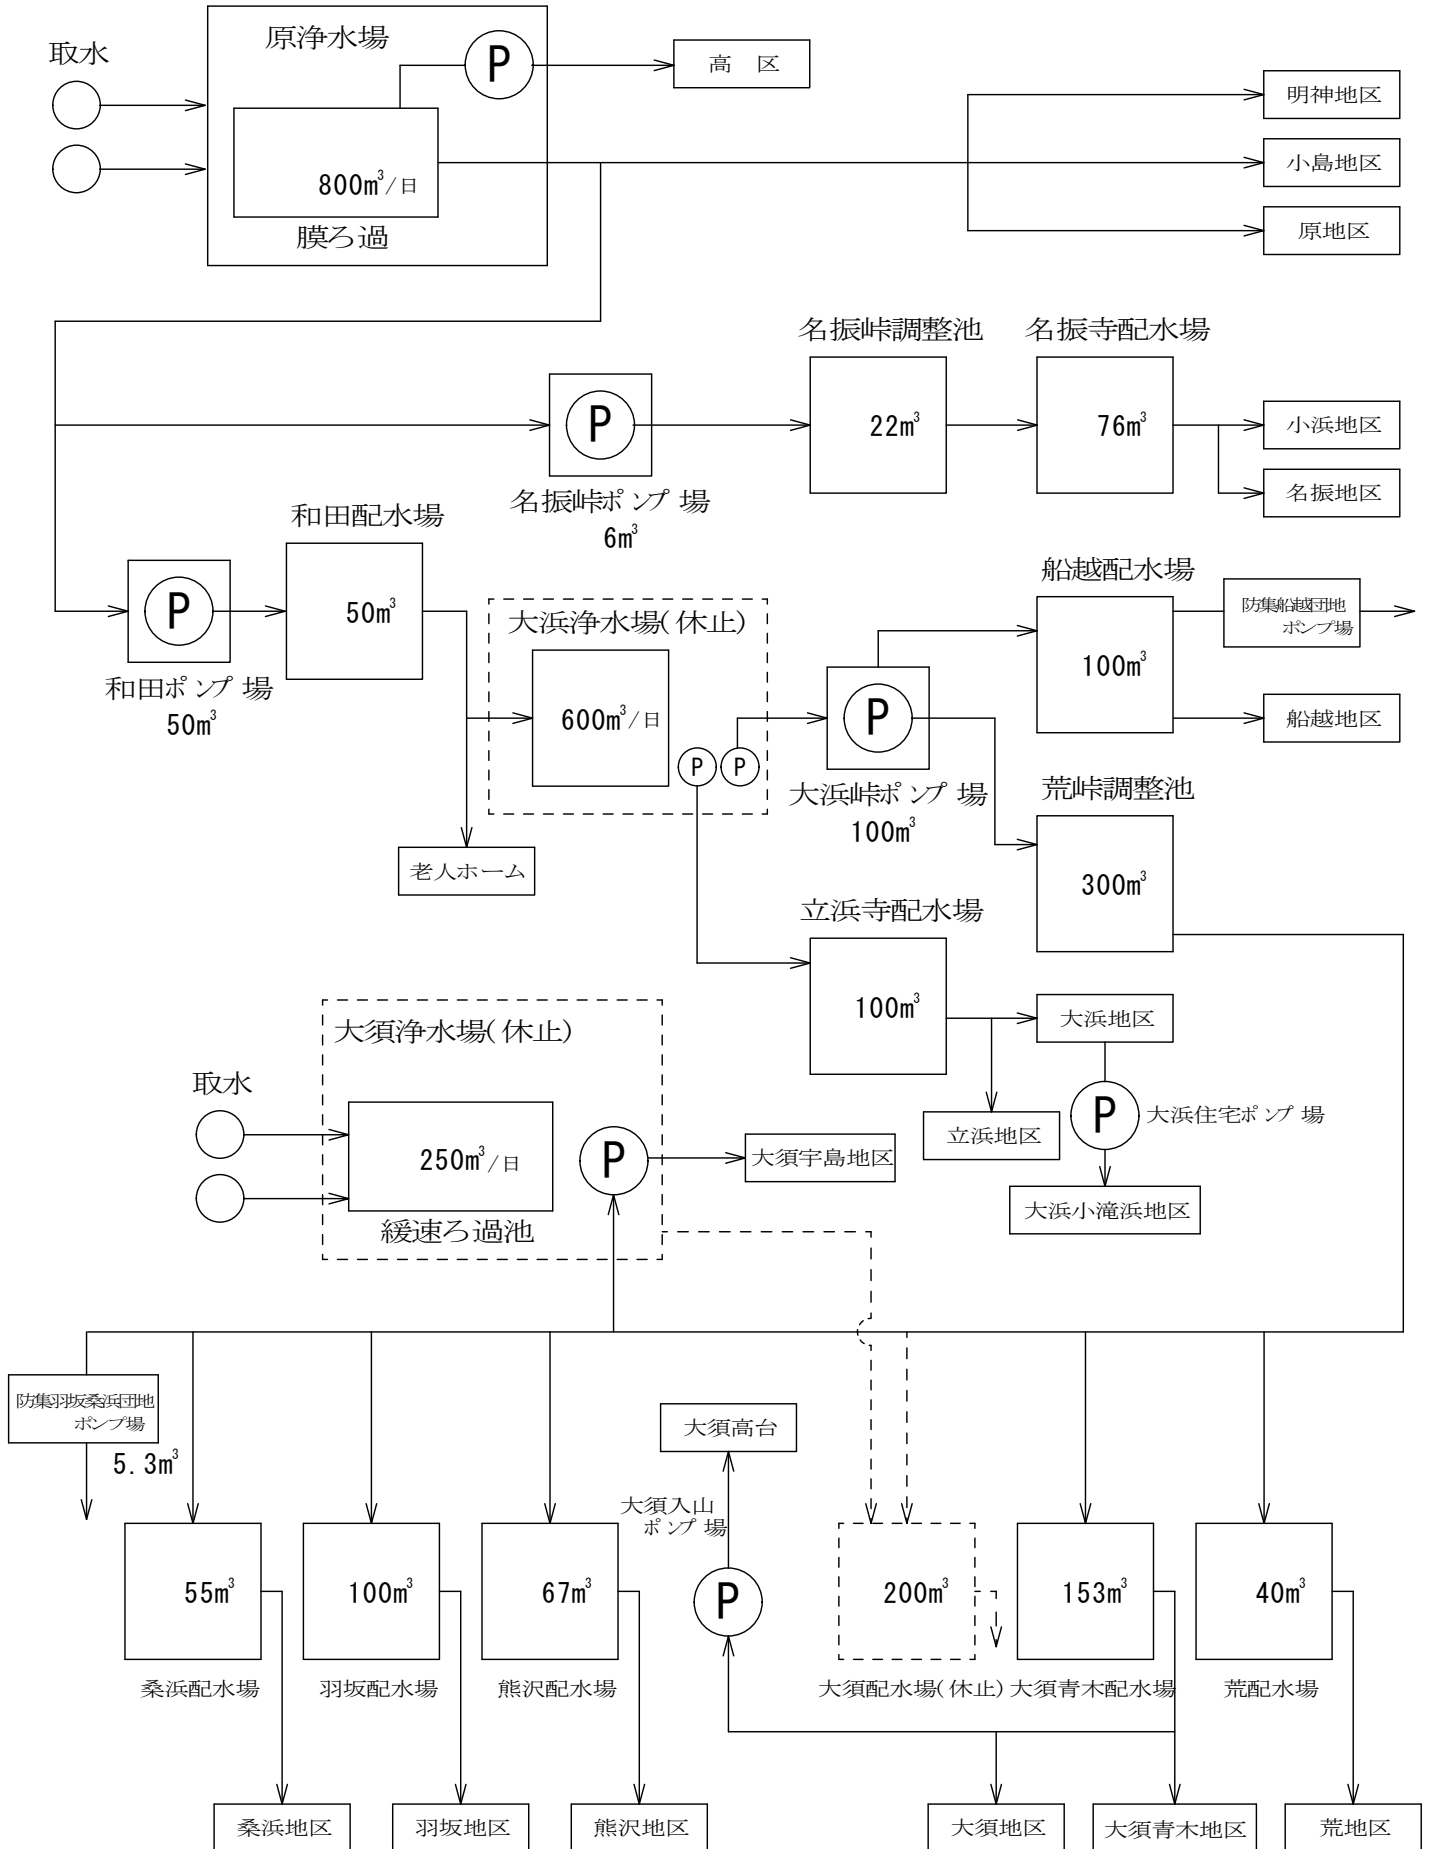 原浄水場
取水
P
高　区
明神地区
小島地区
800m³/日
膜ろ過
原地区
名振峠調整池
名振寺配水場
P
22m³
76m³
小浜地区
名振地区
名振峠ポンプ場
6m³
和田配水場
船越配水場
P
50m³
大浜浄水場(休止)
防集船越団地
ポンプ場
100m³
和田ポンプ場
50m³
600m³/日
P
P
P
船越地区
大浜峠ポンプ場
100m³
荒峠調整池
老人ホーム
300m³
立浜寺配水場
100m³
大浜地区
大須浄水場(休止)
取水
P
大浜住宅ポンプ場
立浜地区
250m³/日
P
大須宇島地区
大浜小滝浜地区
緩速ろ過池
防集羽坂桑浜団地
ポンプ場
5.3m³
大須高台
大須入山
ポンプ場
P
55m³
100m³
67m³
200m³
153m³
40m³
桑浜配水場
羽坂配水場
熊沢配水場
大須配水場(休止)
大須青木配水場
荒配水場
桑浜地区
羽坂地区
熊沢地区
大須地区
大須青木地区
荒地区